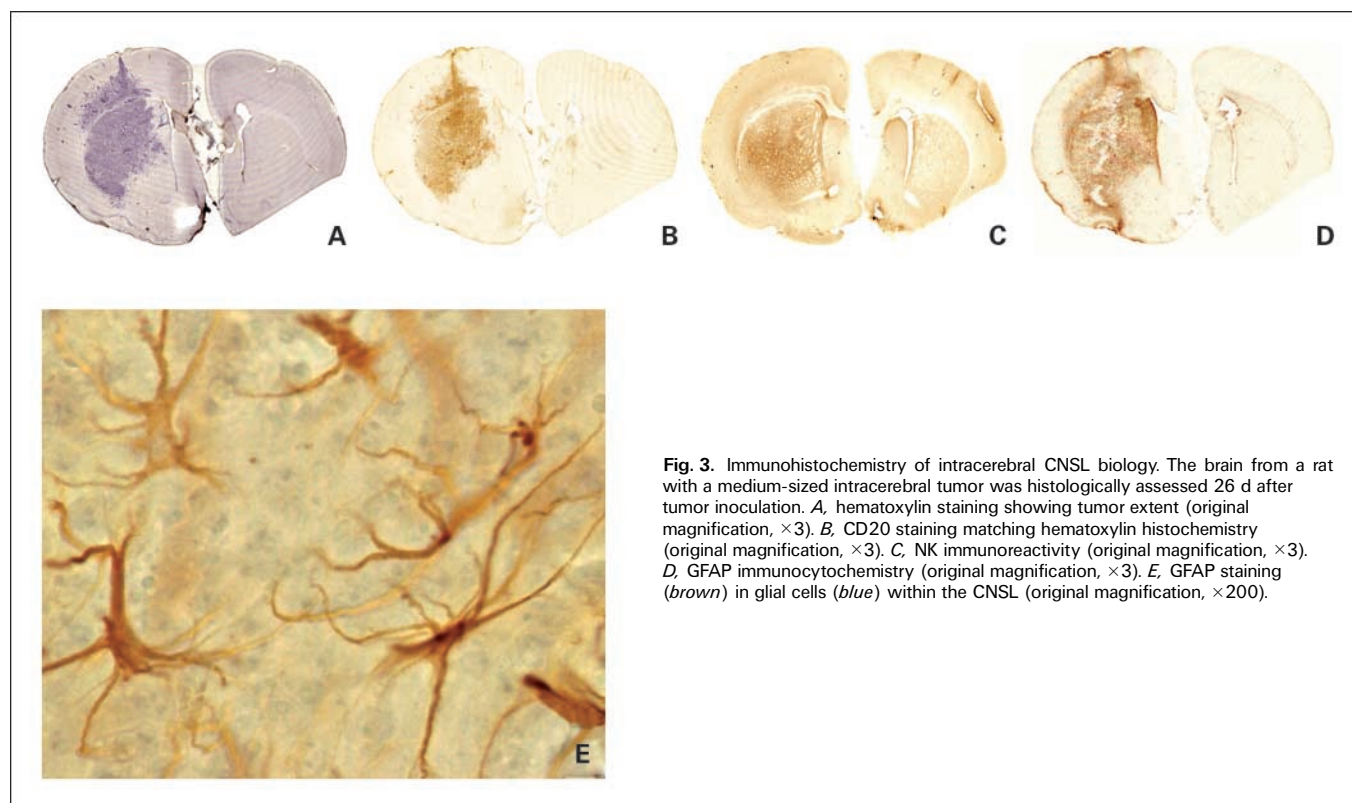 A
B
C
D
E
Fig. 3. Immunohistochemistry of intracerebral CNSL biology. The brain from a rat
with a medium-sized intracerebral tumor was histologically assessed 26 d after
tumor inoculation. A, hematoxylin staining showing tumor extent (original
magnification, ×3). B, CD20 staining matching hematoxylin histochemistry
(original magnification, ×3). C, NK immunoreactivity (original magnification, ×3).
D, GFAP immunocytochemistry (original magnification, ×3). E, GFAP staining
(brown) in glial cells (blue) within the CNSL (original magnification, ×200).